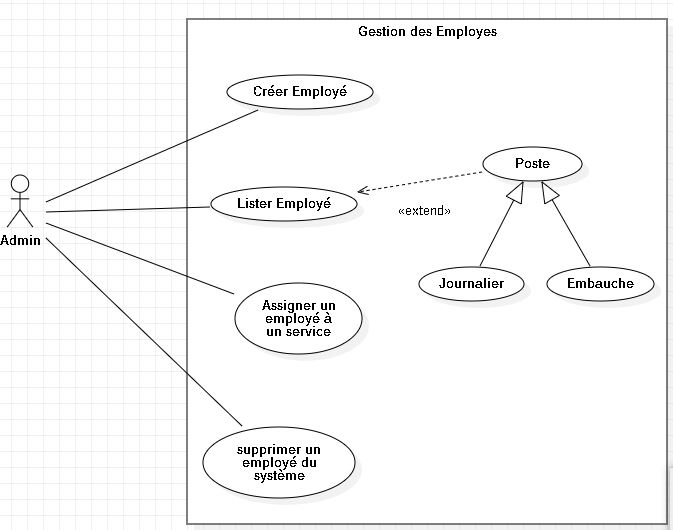 Gestion des Employes
Créer Employé
Poste
Lister Employé
«extend»
Admin
Journalier
Embauche
Assigner un
employé à
un service
supprimer un
employé du
système